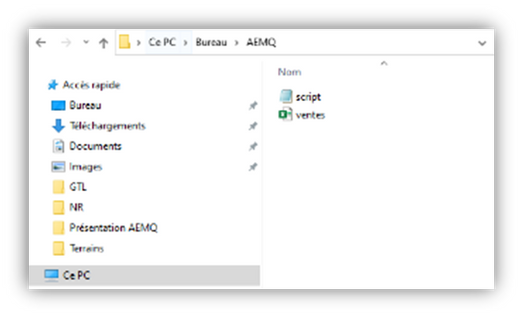 Ce PC > Bureau > AEMQ
Nom
Accès rapide
script
Bureau
ventes
Téléchargements
Documents
Images
GTL
NR
Présentation AEMQ
Terrains
Ce PC